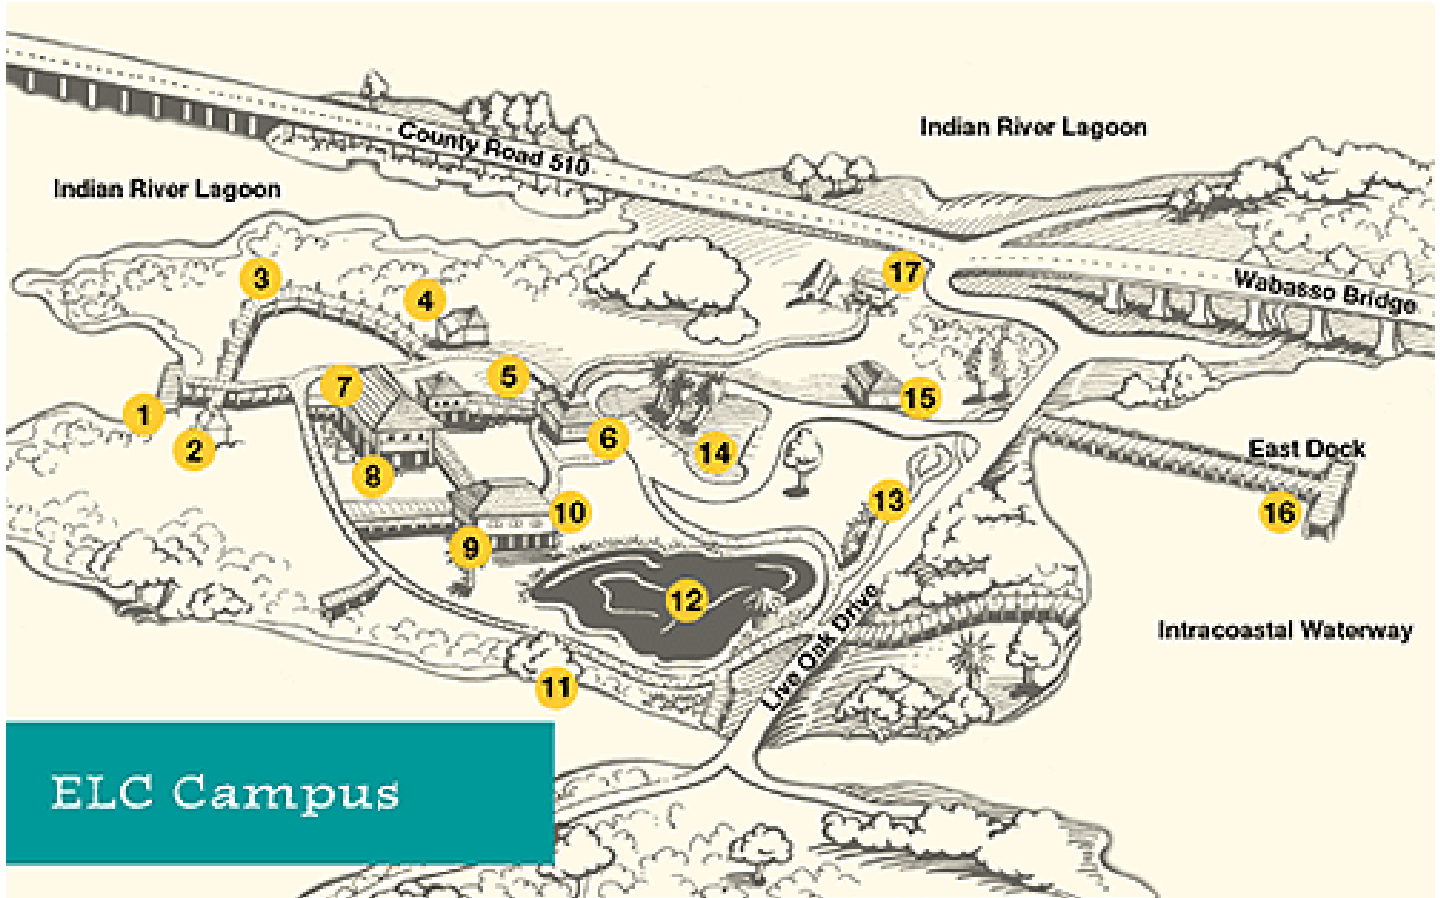 Indian River Lagoon
County Road 510
Indian River Lagoon
3
17
Wabasso Bridge
4
7
5
15
1
2
6
14
East Dock
8
13
10
16
9
12
Live Oak Drive
Intracoastal Waterway
11
ELC Campus